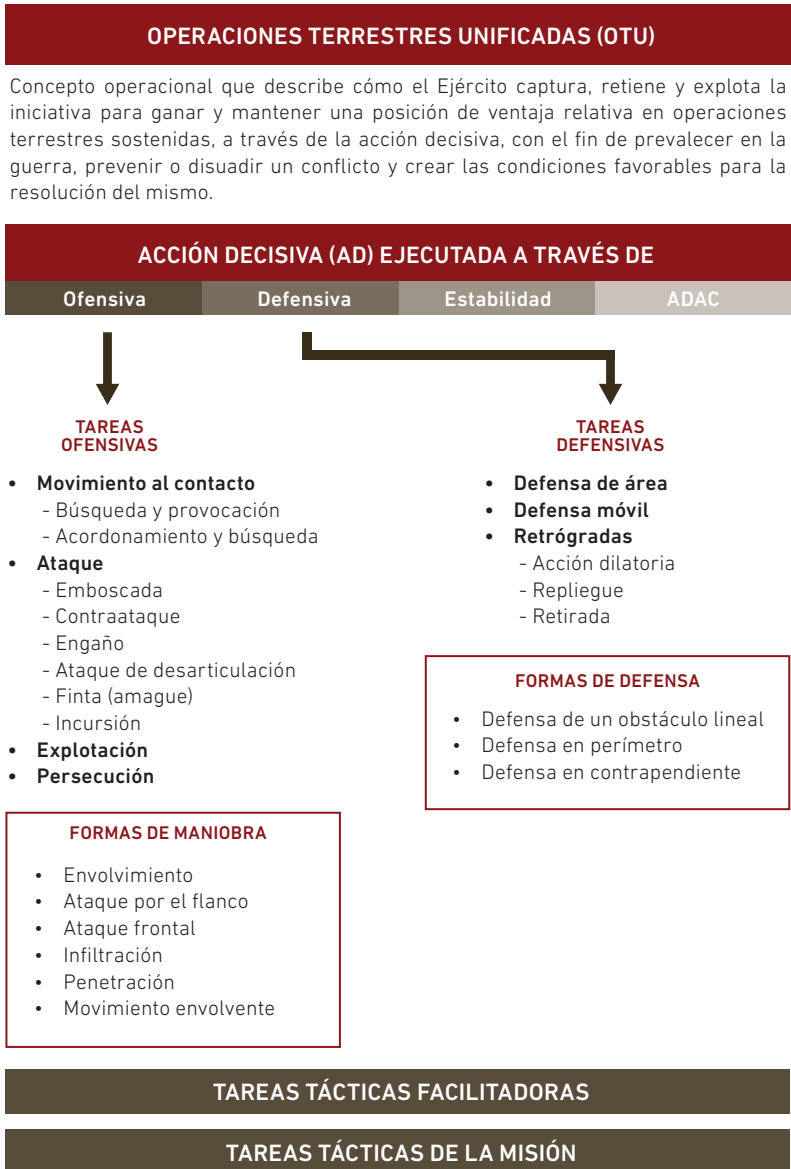 OPERACIONES TERRESTRES UNIFICADAS (OTU)
Concepto operacional que describe cómo el Ejército captura, retiene y explota la
iniciativa para ganar y mantener una posición de ventaja relativa en operaciones
terrestres sostenidas, a través de la acción decisiva, con el fin de prevalecer en la
guerra, prevenir o disuadir un conflicto y crear las condiciones favorables para la
resolución del mismo.
ACCIÓN DECISIVA (AD) EJECUTADA A TRAVÉS DE
Ofensiva Defensiva Estabilidad ADAC
TAREAS
OFENSIVAS
• Movimiento al contacto
- Búsqueda y provocación
- Acordonamiento y búsqueda
• Ataque
- Emboscada
- Contraataque
- Engaño
- Ataque de desarticulación
- Finta (amague)
- Incursión
• Explotación
• Persecución
FORMAS DE MANIOBRA
• Envolvimiento
• Ataque por el flanco
• Ataque frontal
• Infiltración
• Penetración
• Movimiento envolvente
TAREAS
DEFENSIVAS
• Defensa de área
• Defensa móvil
• Retrógradas
- Acción dilatoria
- Repliegue
- Retirada
FORMAS DE DEFENSA
• Defensa de un obstáculo lineal
• Defensa en perímetro
• Defensa en contrapendiente
TAREAS TÁCTICAS FACILITADORAS
TAREAS TÁCTICAS DE LA MISIÓN